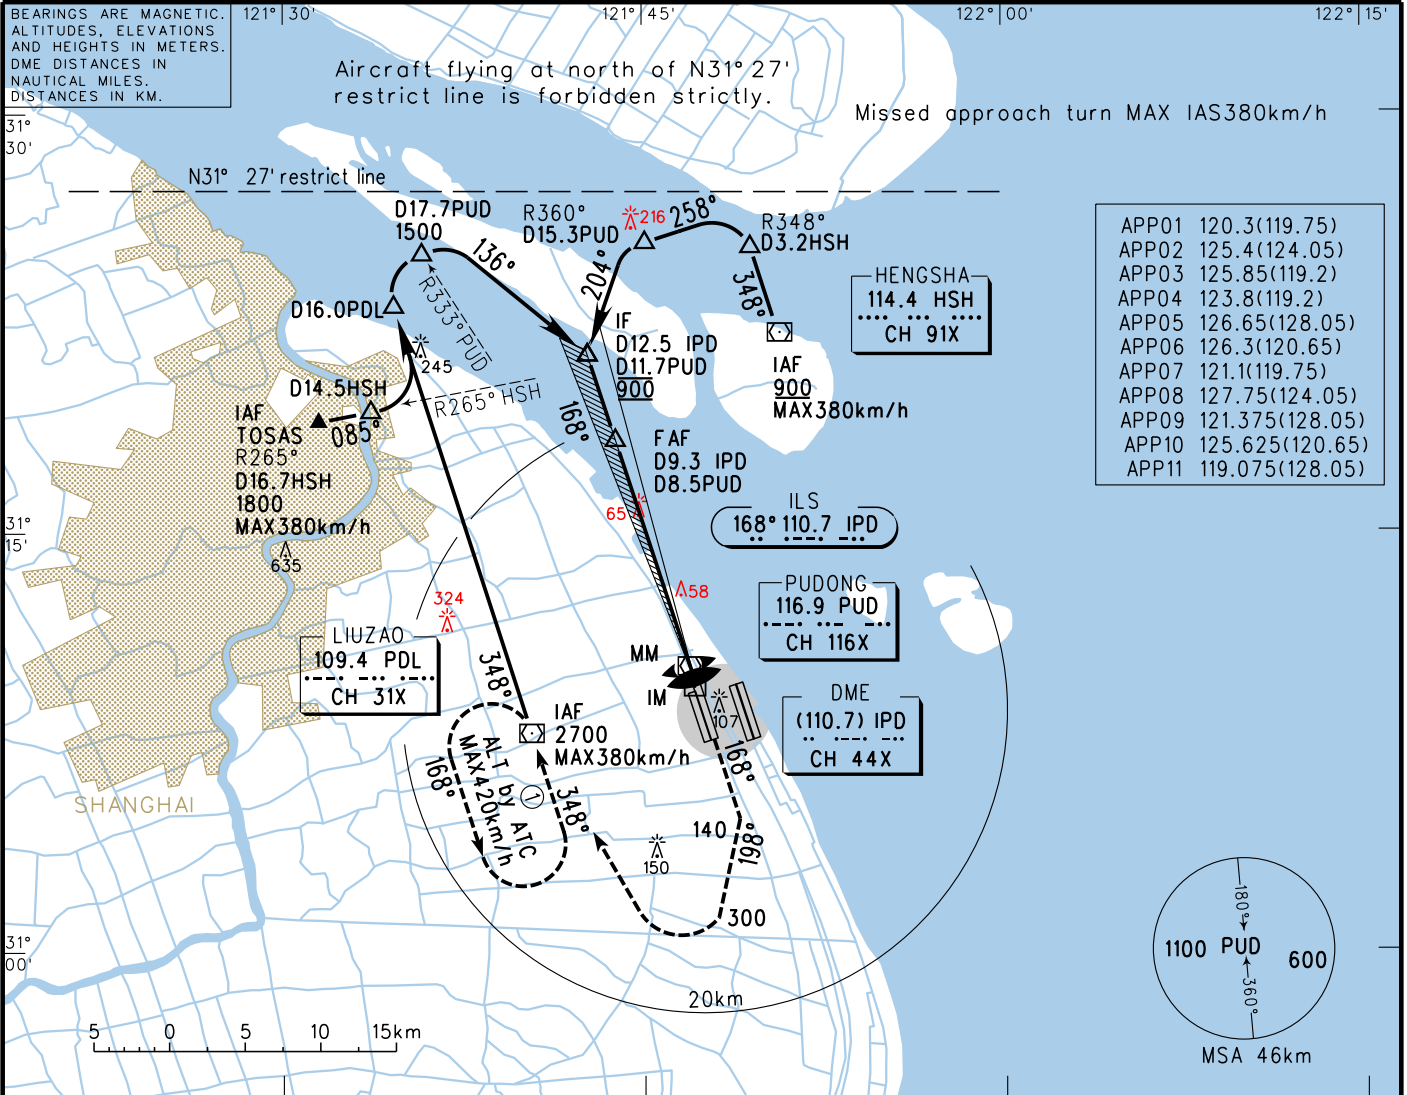 BEARINGS ARE MAGNETIC.
ALTITUDES, ELEVATIONS
AND HEIGHTS IN METERS.
DME DISTANCES IN
NAUTICAL MILES.
DISTANCES IN KM.
121° 30'
121° 45'
122° 00'
122° 15'
Aircraft flying at north of N31° 27'
restrict line is forbidden strictly.
Missed approach turn MAX IAS380km/h
31°
30'
N31° 27' restrict line
D17.7PUD
1500
R360°
D15.3PUD
216
258°
R348°
D3.2HSH
136°
204°
348°
R333° PUD
D16.0PDL
245
D14.5HSH
R265° HSH
085°
IAF
TOSAS
R265°
D16.7HSH
1800
MAX380km/h
635
IF
D12.5 IPD
D11.7PUD
900
168°
IAF
900
MAX380km/h
HENGSHA
114.4 HSH
CH 91X
APP01 120.3(119.75)
APP02 125.4(124.05)
APP03 125.85(119.2)
APP04 123.8(119.2)
APP05 126.65(128.05)
APP06 126.3(120.65)
APP07 121.1(119.75)
APP08 127.75(124.05)
APP09 121.375(128.05)
APP10 125.625(120.65)
APP11 119.075(128.05)
FAF
D9.3 IPD
D8.5PUD
65
ILS
168° 110.7 IPD
31°
15'
58
PUDONG
116.9 PUD
CH 116X
324
LIUZAO
109.4 PDL
CH 31X
348°
MM
IM
107
DME
(110.7) IPD
CH 44X
IAF
2700
MAX380km/h
168°
ALT by ATC
MAX420km/h
1
348°
168°
140
198°
150
300
SHANGHAI
31°
00'
20km
5 0 5 10 15km
180°
1100 PUD 600
360°
MSA 46km